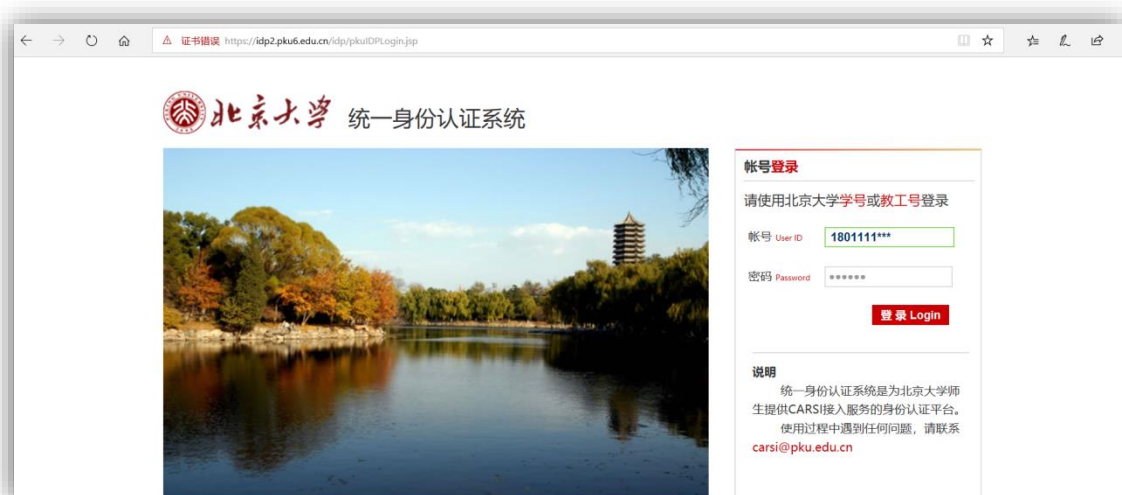 证书错误 https://idp2.pku6.edu.cn/idp/pkuIDPLogin.jsp
北京大学 统一身份认证系统
帐号登录
请使用北京大学学号或教工号登录
帐号 User ID 1801111***
密码 Password ******
登 录 Login
说明
统一身份认证系统是为北京大学师
生提供CARSI接入服务的身份认证平台。
使用过程中遇到任何问题，请联系
carsi@pku.edu.cn